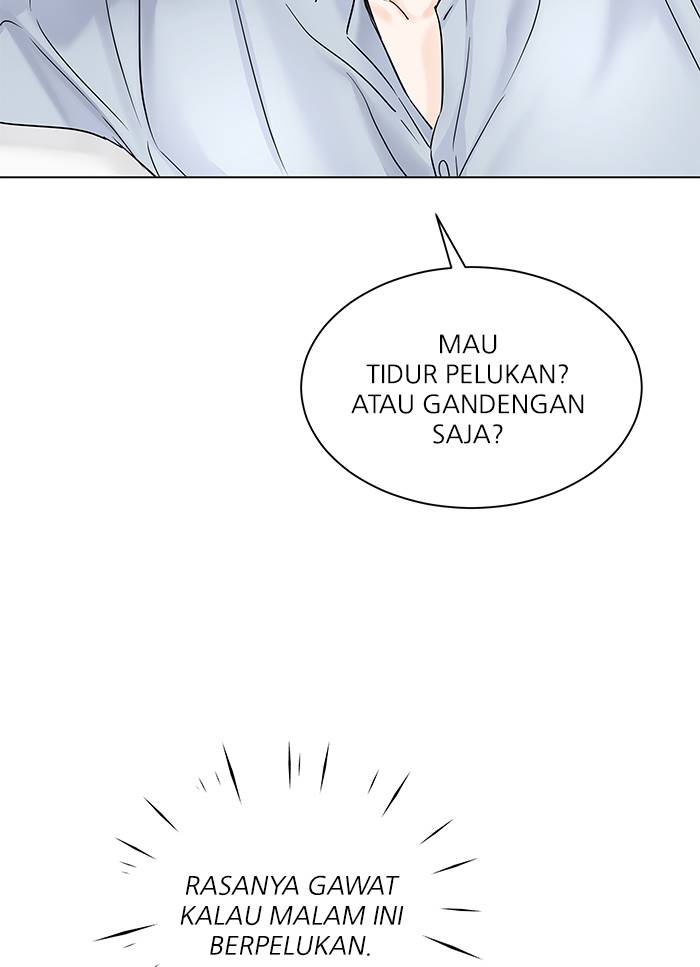 MAU
TIDUR PELUKAN?
ATAU GANDENGAN
SAJA?
RASANYA GAWAT
KALAU MALAM INI
BERPELUKAN.